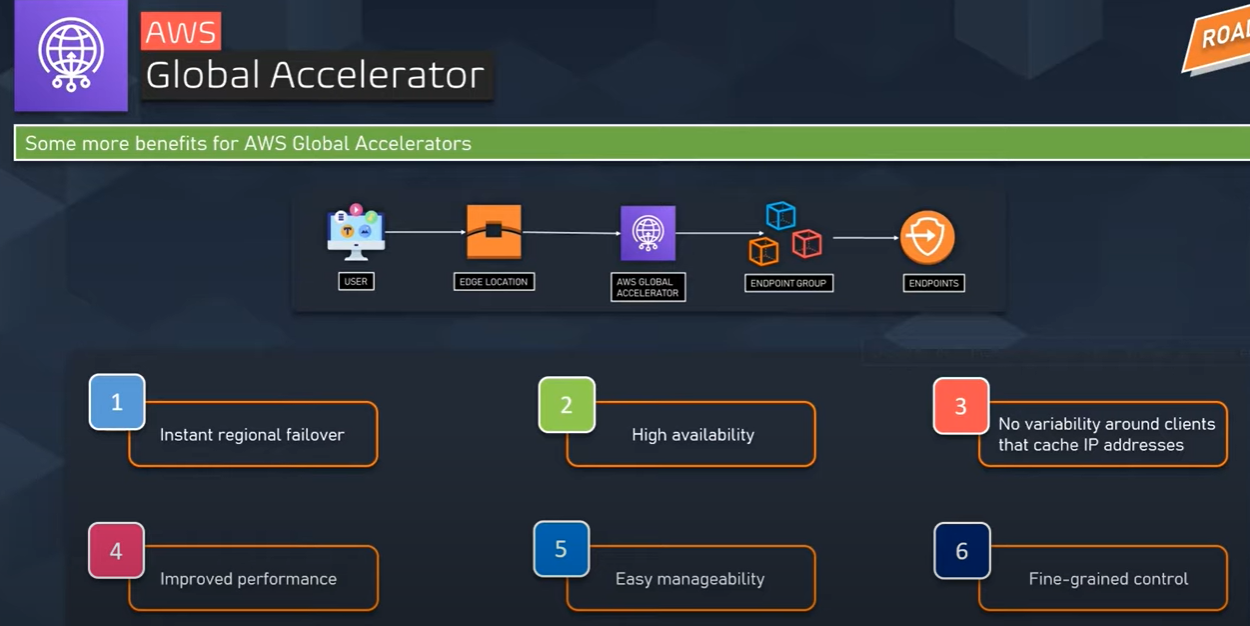 AWS
Global Accelerator
Some more benefits for AWS Global Accelerators
USER
EDGE LOCATION
AWS GLOBAL
ACCELERATOR
ENDPOINT GROUP
ENDPOINTS
1
Instant regional failover
2
High availability
3
No variability around clients
that cache IP addresses
4
Improved performance
5
Easy manageability
6
Fine-grained control